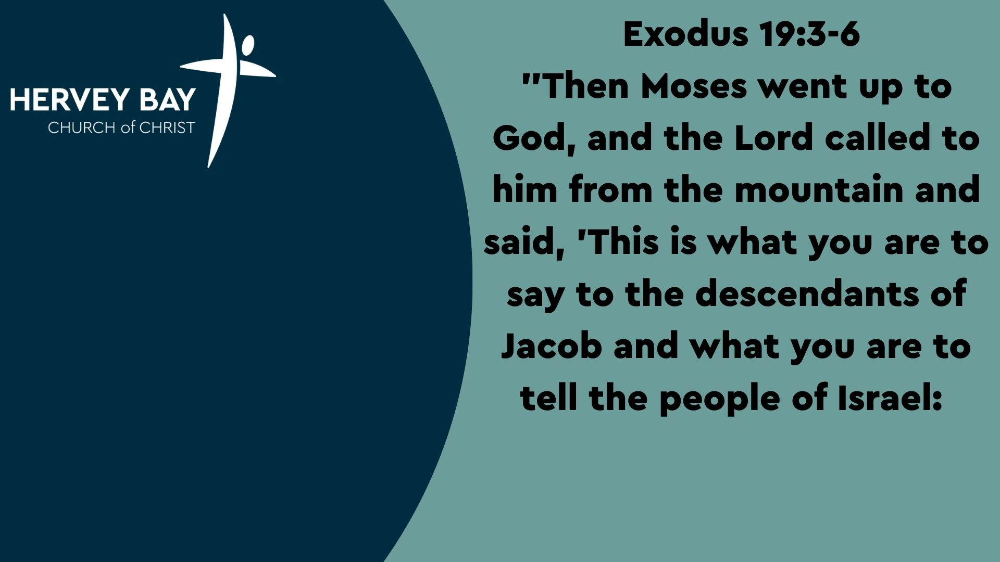 HERVEY BAY
CHURCH of CHRIST
Exodus 19:3-6
"Then Moses went up to
God, and the Lord called to
him from the mountain and
said, 'This is what you are to
say to the descendants of
Jacob and what you are to
tell the people of Israel: